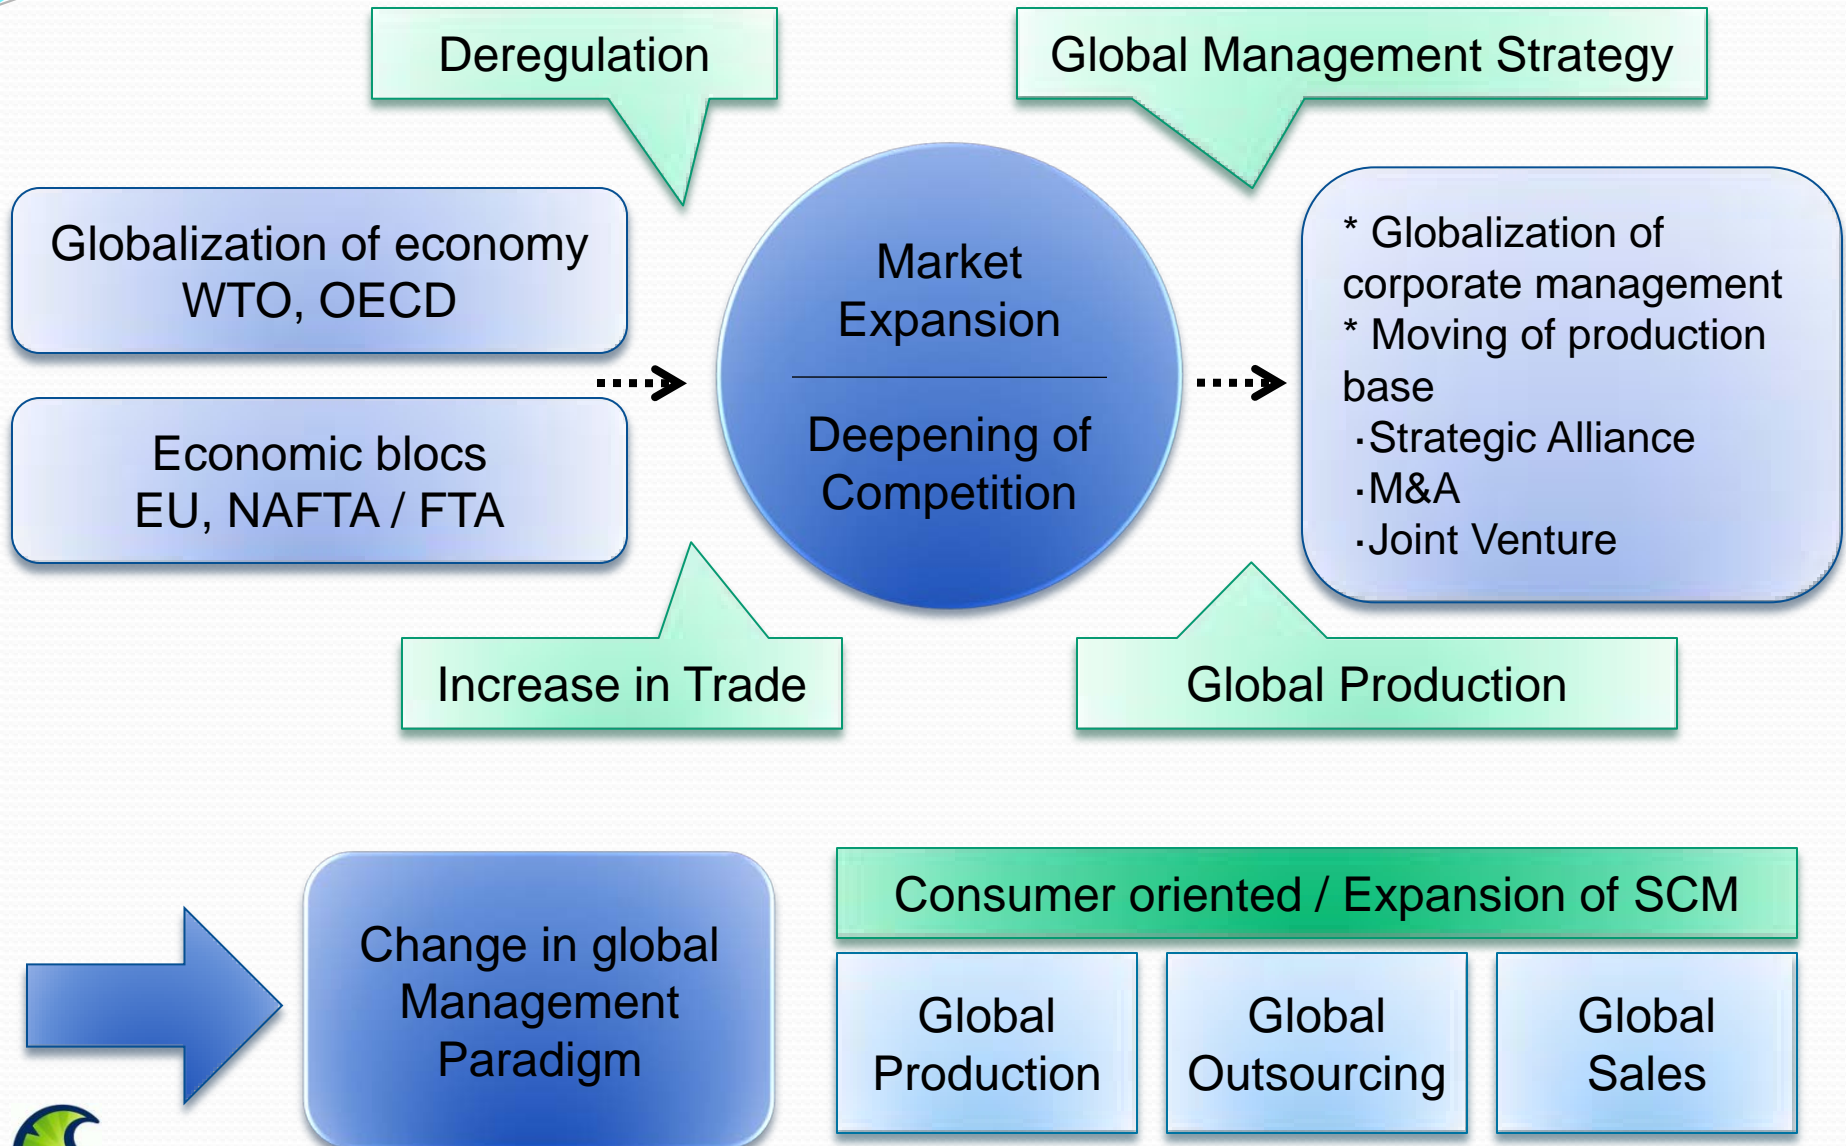 Deregulation
Global Management Strategy
Globalization of economy
WTO, OECD
Economic blocs
EU, NAFTA / FTA
Market
Expansion
Deepening of
Competition
* Globalization of
corporate management
* Moving of production
base
·Strategic Alliance
·M&A
·Joint Venture
Increase in Trade
Global Production
Change in global
Management
Paradigm
Consumer oriented / Expansion of SCM
Global
Production
Global
Outsourcing
Global
Sales